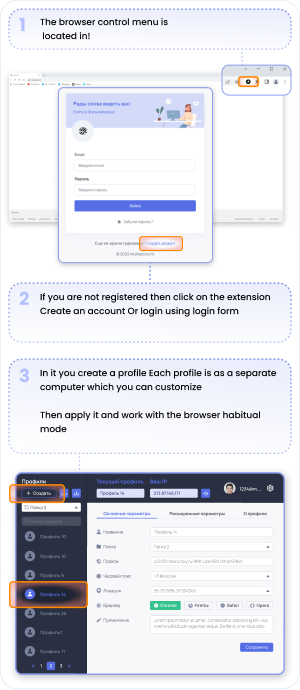 1
The browser control menu is
located in!
Рады снова видеть вас!
Войти в Мультиаккаунт
Email
Введите email
Пароль
Введите пароль
Войти
Забыли пароль?
Еще не зарегистрированы? Создать аккаунт
© 2022 Multiaccount
2
If you are not registered then click on the extension
Create an account Or login using login form
3
In it you create a profile Each profile is as a separate
computer which you can customize
Then apply it and work with the browser habitual
mode
Профили
+ Создать
Папка 2
Профиль 10
Профиль 10
Профиль 9
Профиль 14
Профиль 26
Профиль 7
Профиль 11
« 1 2 3 »
Текущий профиль
Ваш IP
Профиль 14
213.87.140.171
1234@m...
Основные параметры
Расширенные параметры
О профиле
Название
Профиль 14
Папка
Папка 2
Прокси
Часовой пояс
+3 Москва
Локация
Браузер
Chrome
Firefox
Safari
Opera
Примечание
Сохранить